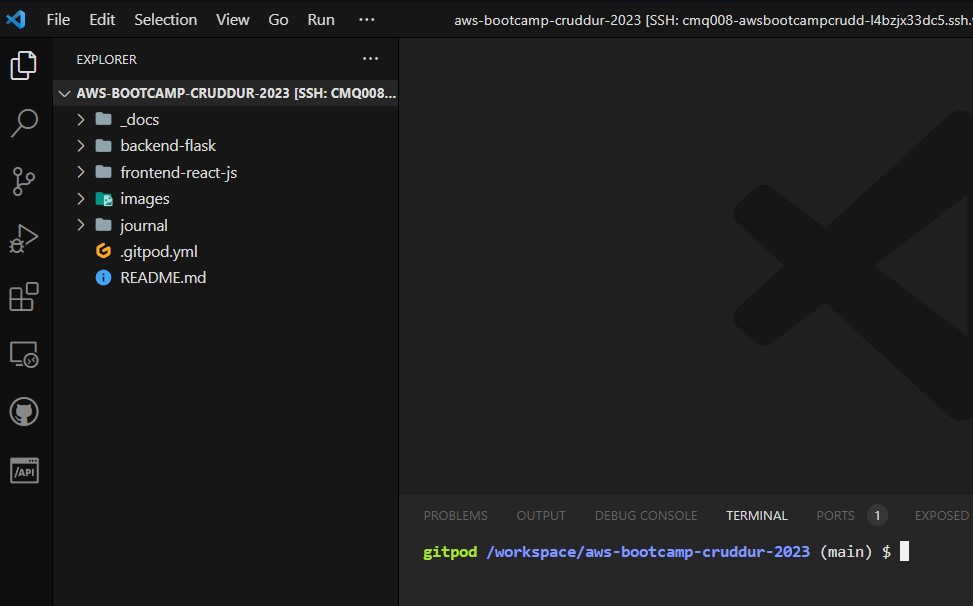 File Edit Selection View Go Run ··· aws-bootcamp-cruddur-2023 [SSH: cmq008-awsbootcampcrudd-l4bzjx33dc5.ssh.
EXPLORER ···
AWS-BOOTCAMP-CRUDDUR-2023 [SSH: CMQ008...
_docs
backend-flask
frontend-react-js
images
journal
.gitpod.yml
README.md
/API
PROBLEMS OUTPUT DEBUG CONSOLE TERMINAL PORTS 1 EXPOSED
gitpod /workspace/aws-bootcamp-cruddur-2023 (main) $